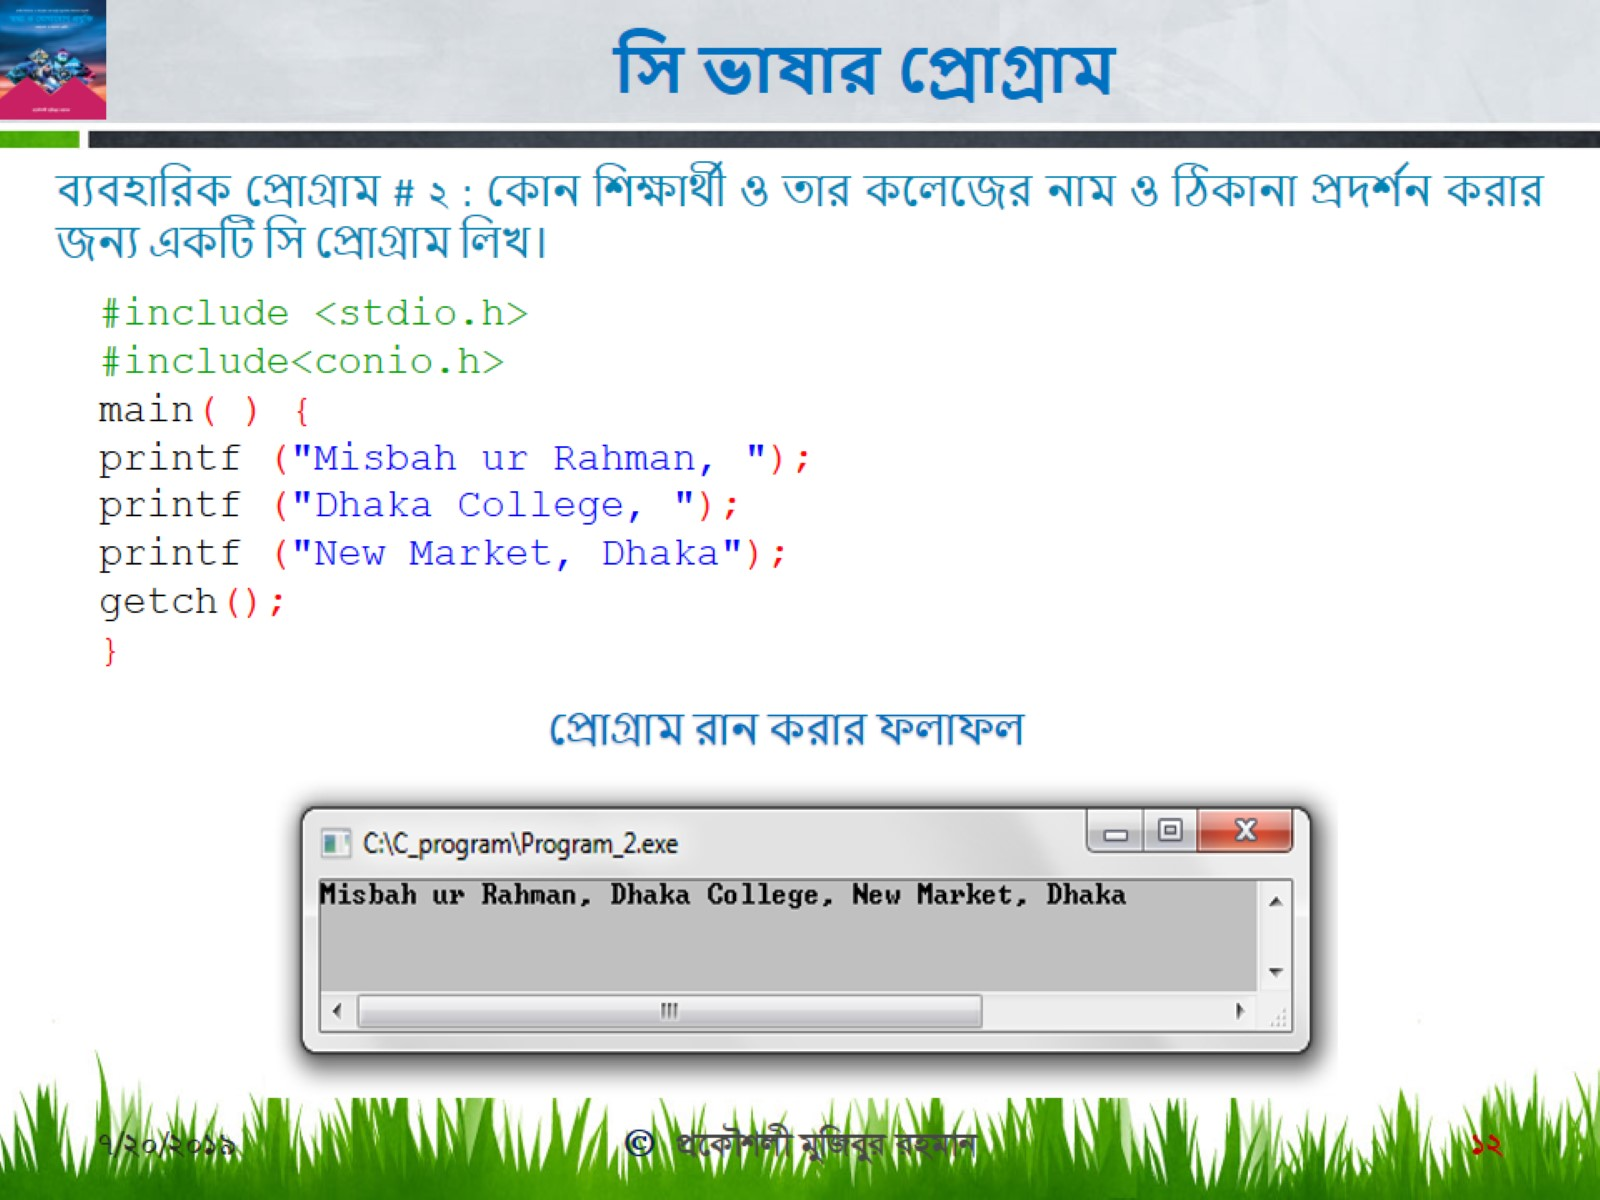 সি ভাষার প্রোগ্রাম
ব্যবহারিক প্রোগ্রাম # ২ : কোন শিক্ষার্থী ও তার কলেজের নাম ও ঠিকানা প্রদর্শন করার
জন্য একটি সি প্রোগ্রাম লিখ।
#include <stdio.h>
#include<conio.h>
main( ) {
printf ("Misbah ur Rahman, ");
printf ("Dhaka College, ");
printf ("New Market, Dhaka");
getch();
}
প্রোগ্রাম রান করার ফলাফল
C:\C_program\Program_2.exe
Misbah ur Rahman, Dhaka College, New Market, Dhaka
৭/২০/২০১৯
© প্রকৌশলী মুজিবুর রহমান
১২